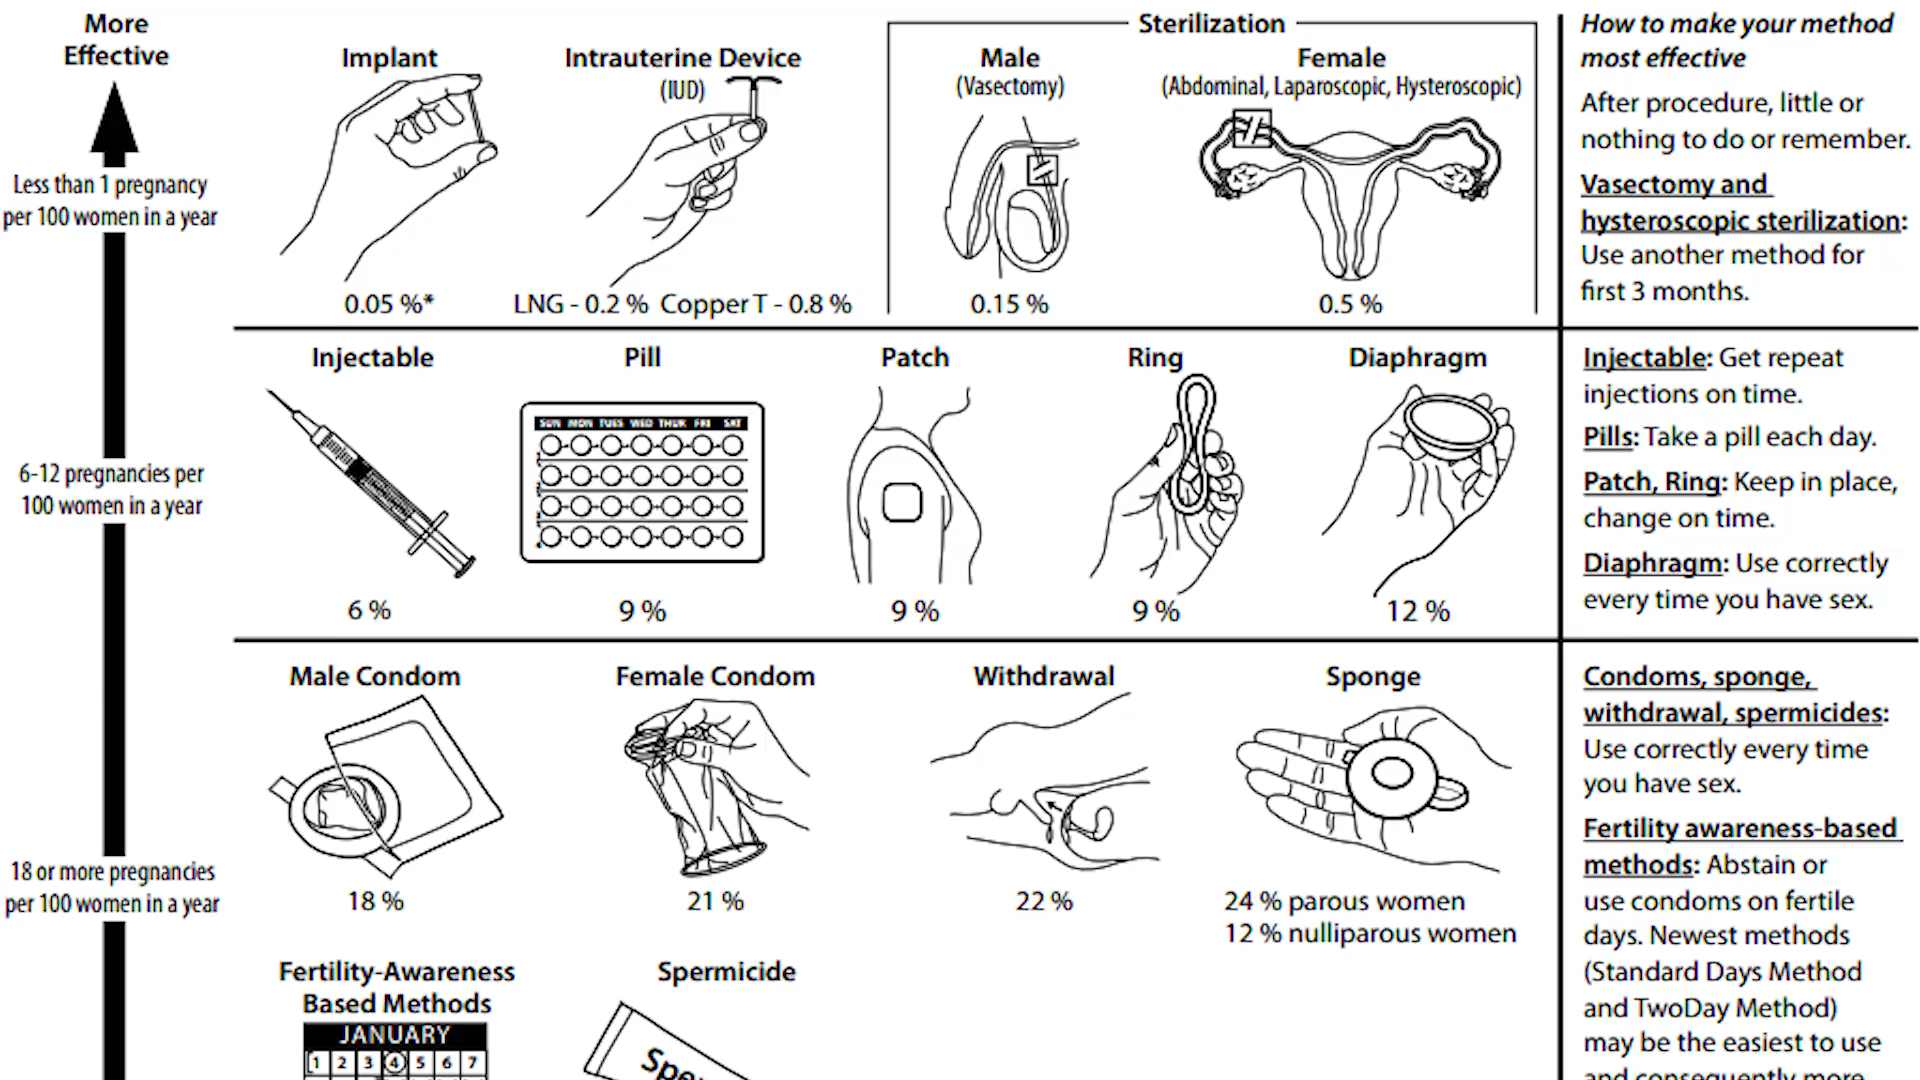 More
Effective
Less than 1 pregnancy
per 100 women in a year
6-12 pregnancies per
100 women in a year
18 or more pregnancies
per 100 women in a year
Sterilization
Implant
Intrauterine Device
(IUD)
Male
(Vasectomy)
Female
(Abdominal, Laparoscopic, Hysteroscopic)
0.05 %*
LNG - 0.2 % Copper T - 0.8 %
0.15 %
0.5 %
Injectable
Pill
Patch
Ring
Diaphragm
SUN MON TUES WED THUR FRI SAT
6 %
9 %
9 %
9 %
12 %
Male Condom
Female Condom
Withdrawal
Sponge
18 %
21 %
22 %
24 % parous women
12 % nulliparous women
Fertility-Awareness
Based Methods
JANUARY
1 2 3 4 5 6 7
Spermicide
How to make your method
most effective
After procedure, little or
nothing to do or remember.
Vasectomy and
hysteroscopic sterilization:
Use another method for
first 3 months.
Injectable: Get repeat
injections on time.
Pills: Take a pill each day.
Patch, Ring: Keep in place,
change on time.
Diaphragm: Use correctly
every time you have sex.
Condoms, sponge,
withdrawal, spermicides:
Use correctly every time
you have sex.
Fertility awareness-based
methods: Abstain or
use condoms on fertile
days. Newest methods
(Standard Days Method
and TwoDay Method)
may be the easiest to use
and consequently more